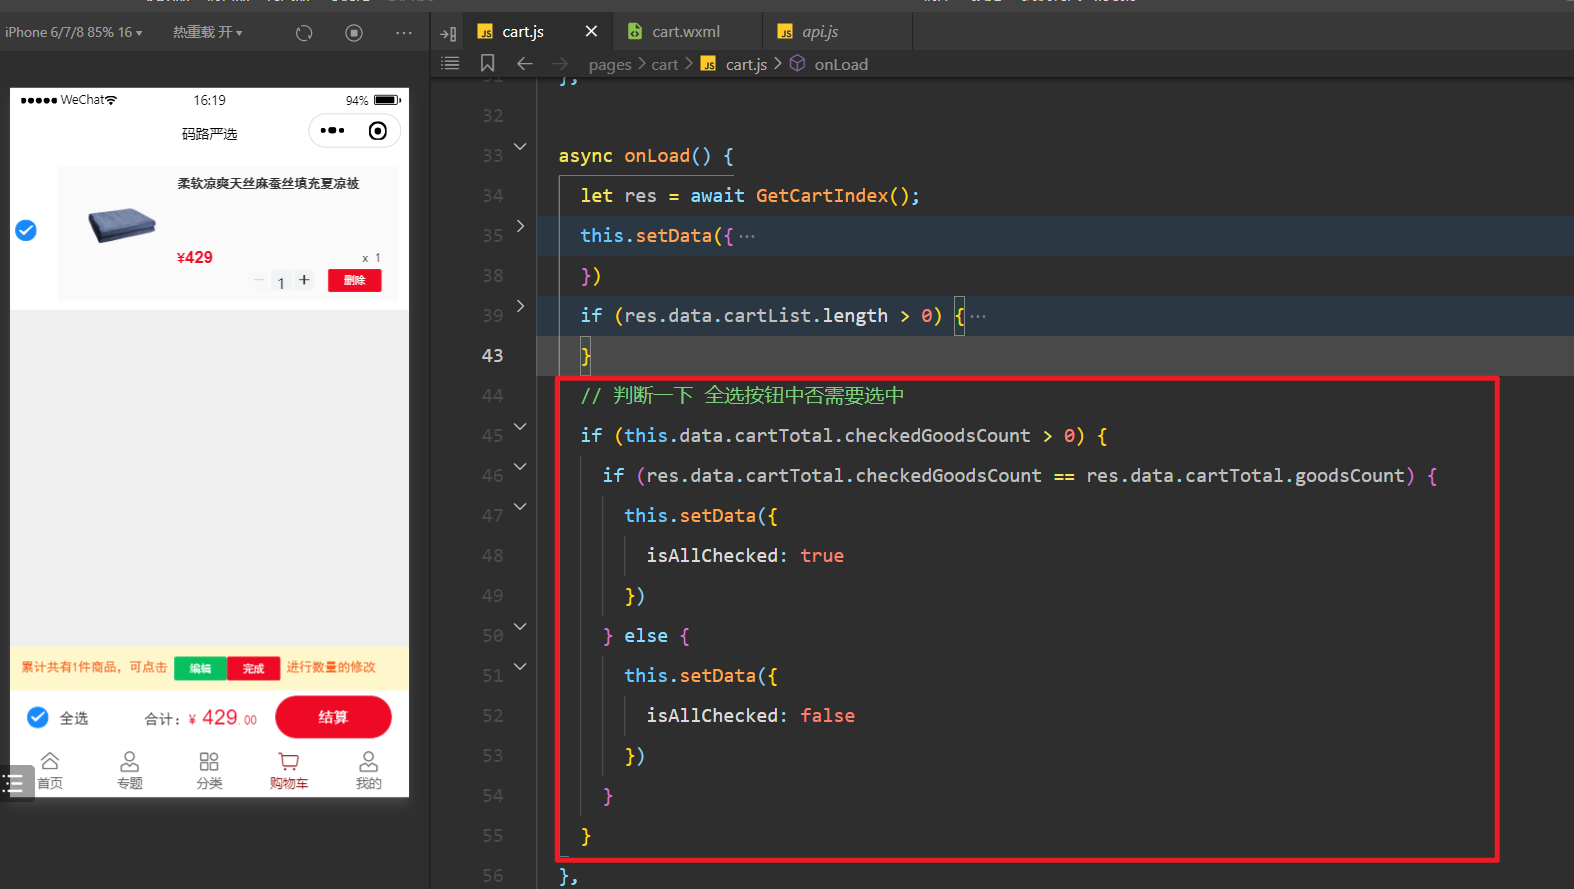 iPhone 6/7/8 85% 16 ▾
热重载 开 ▾
cart.js
cart.wxml
api.js
pages > cart > cart.js > onLoad
WeChat
16:19
94%
码路严选
柔软凉爽天丝麻蚕丝填充夏凉被
¥429
x 1
1
删除
累计共有1件商品，可点击 编辑 完成 进行数量的修改
全选
合计：¥ 429.00
结算
首页
专题
分类
购物车
我的
31 },
32
33 async onLoad() {
34 let res = await GetCartIndex();
35 this.setData({ ···
38 })
39 if (res.data.cartList.length > 0) { ···
43 }
44 // 判断一下 全选按钮中否需要选中
45 if (this.data.cartTotal.checkedGoodsCount > 0) {
46 if (res.data.cartTotal.checkedGoodsCount == res.data.cartTotal.goodsCount) {
47 this.setData({
48 isAllChecked: true
49 })
50 } else {
51 this.setData({
52 isAllChecked: false
53 })
54 }
55 }
56 },